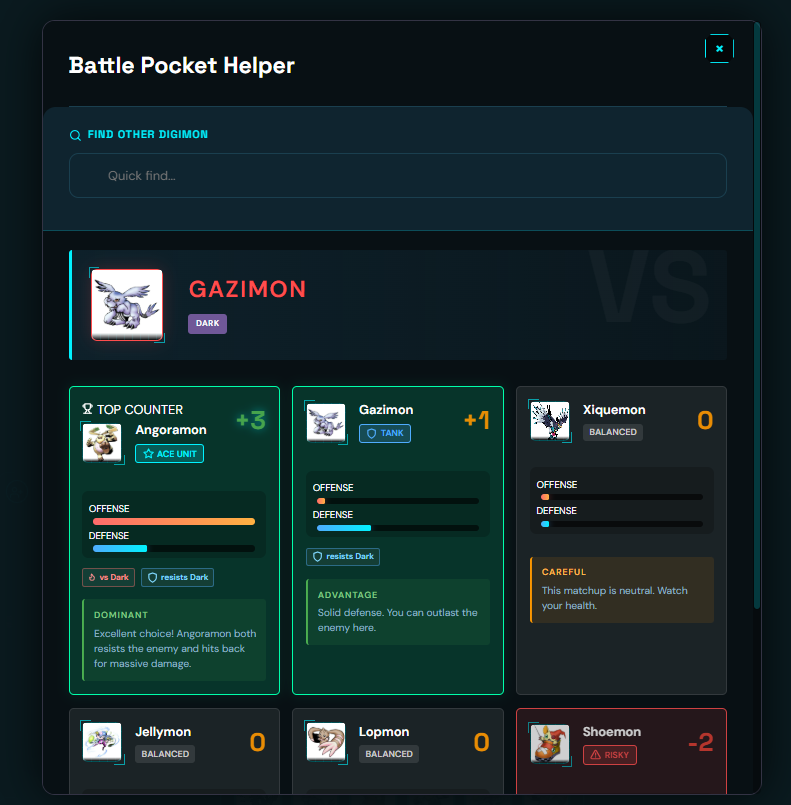 Battle Pocket Helper
FIND OTHER DIGIMON
Quick find...
VS
GAZIMON
DARK
TOP COUNTER
Angoramon
+3
ACE UNIT
OFFENSE
DEFENSE
vs Dark
resists Dark
DOMINANT
Excellent choice! Angoramon both
resists the enemy and hits back
for massive damage.
Gazimon
+1
TANK
OFFENSE
DEFENSE
resists Dark
ADVANTAGE
Solid defense. You can outlast the
enemy here.
Xiquemon
0
BALANCED
OFFENSE
DEFENSE
CAREFUL
This matchup is neutral. Watch
your health.
Jellymon
0
BALANCED
Lopmon
0
BALANCED
Shoemon
-2
RISKY